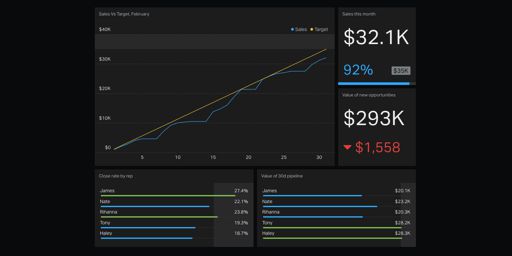 Sales Vs Target, February
$40K
Sales Target
$30K
$20K
$10K
$0
5 10 15 20 25 30
Sales this month
$32.1K
92% $35K
Value of new opportunities
$293K
$1,558
Close rate by rep
James 27.4%
Nate 22.1%
Rihanna 23.8%
Tony 19.3%
Haley 18.7%
Value of 30d pipeline
James $20.1K
Nate $23.2K
Rihanna $20.3K
Tony $28.2K
Haley $28.3K